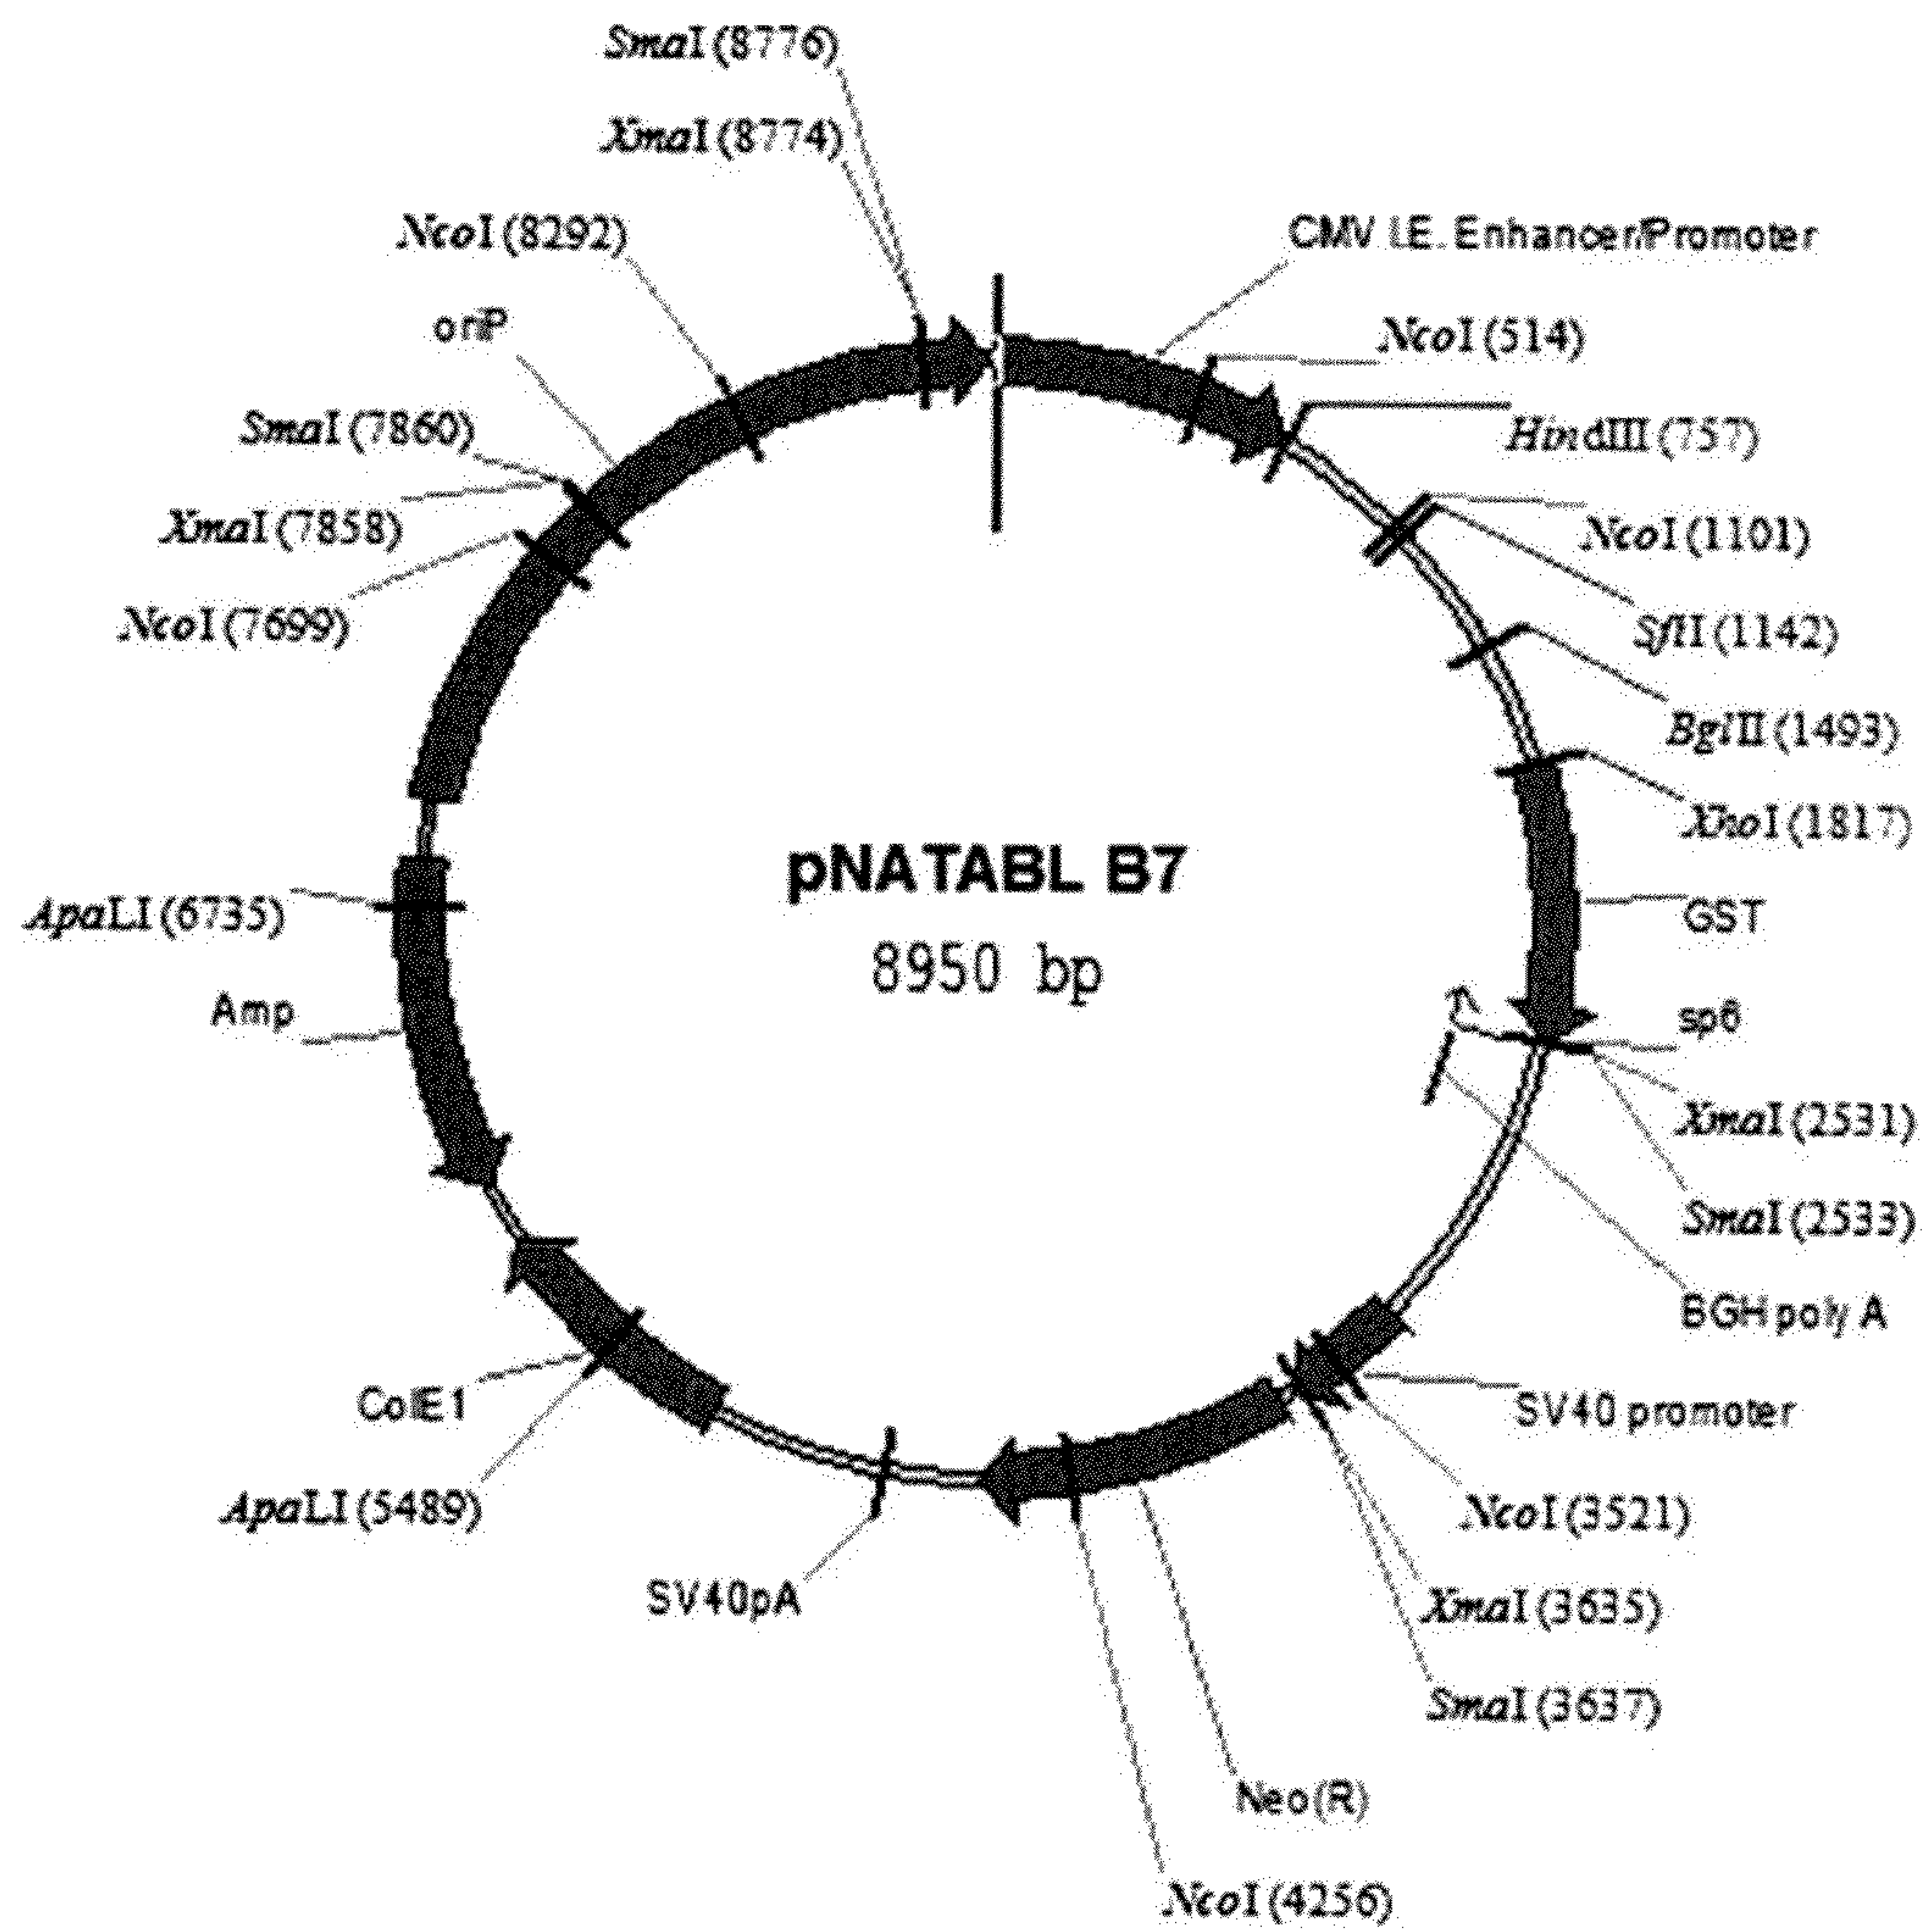 SmaI (8776)
XmaI (8774)
NcoI (8292)
CMV I.E. Enhancer/Promoter
oriP
NcoI (514)
SmaI (7860)
HindIII (757)
XmaI (7858)
NcoI (1101)
NcoI (7699)
SfiI (1142)
BglII (1493)
XhoI (1817)
pNATABL B7
8950 bp
ApaLI (6735)
GST
Amp
sp6
XmaI (2531)
SmaI (2533)
BGH poly A
ColE1
SV40 promoter
ApaLI (5489)
NcoI (3521)
SV40pA
XmaI (3635)
SmaI (3637)
Neo (R)
NcoI (4256)